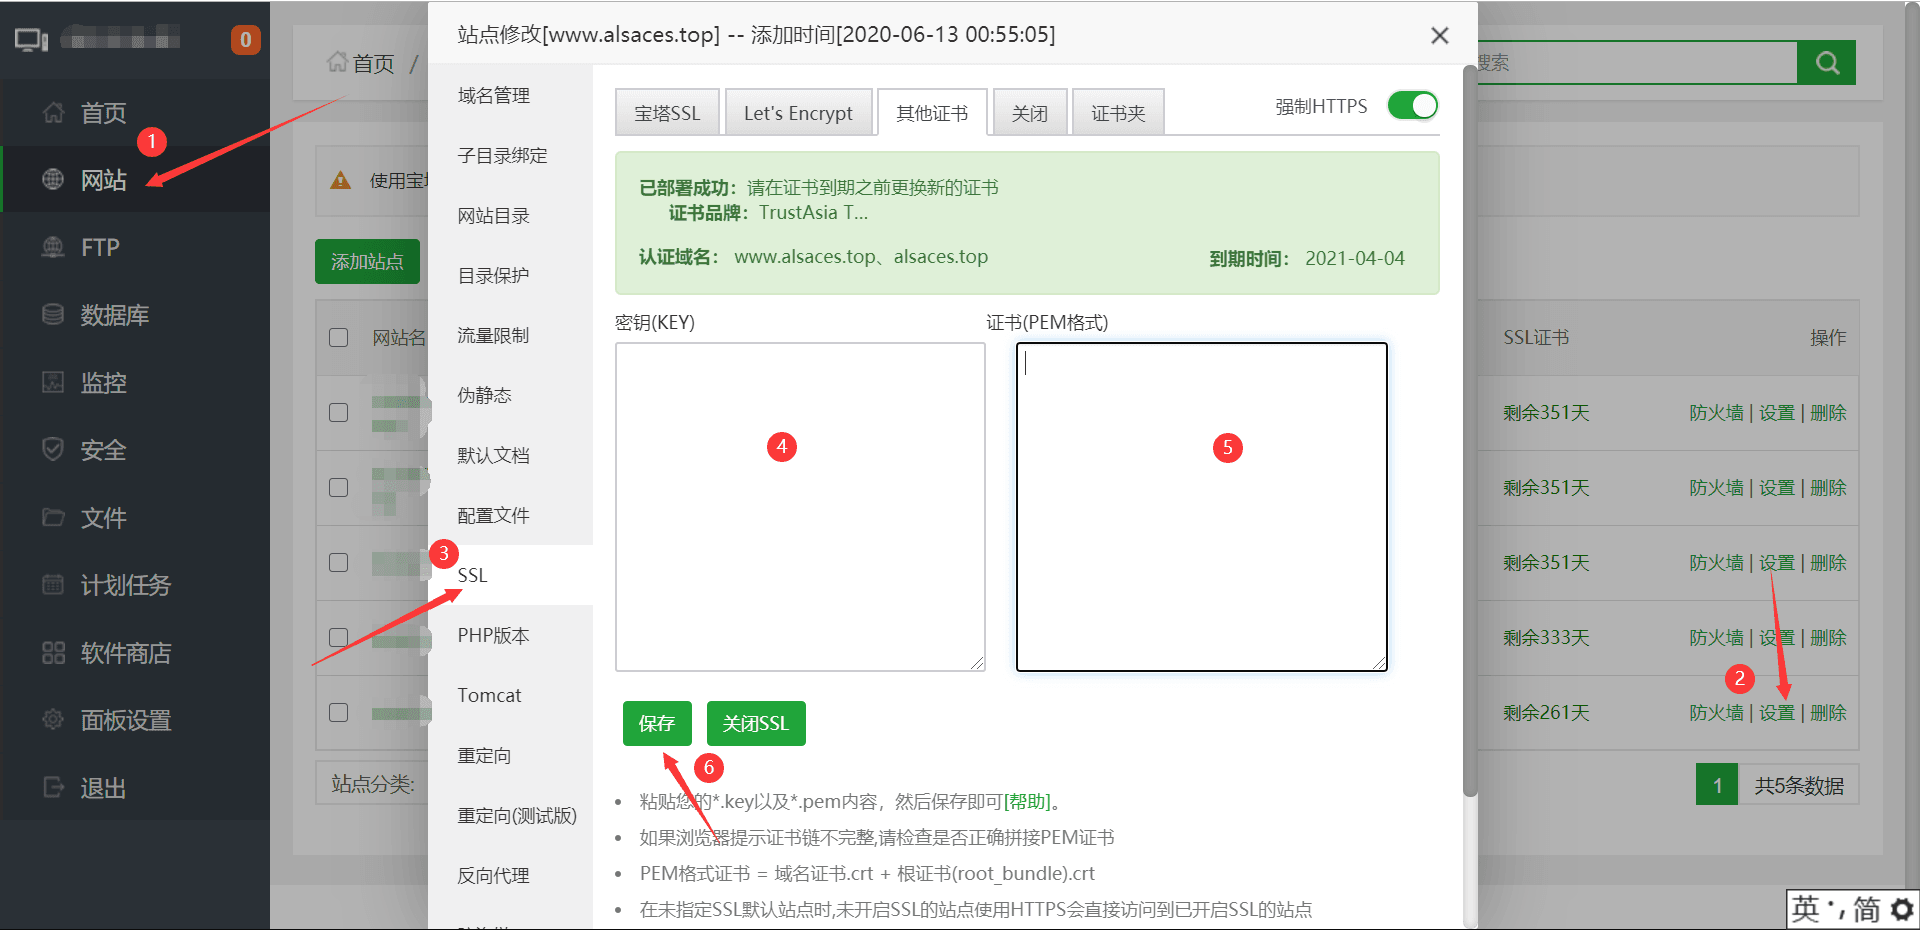 0
首页
网站
FTP
数据库
监控
安全
文件
计划任务
软件商店
面板设置
退出
1
首页 /
搜索
使用宝
添加站点
网站名
SSL证书
操作
剩余351天
防火墙 | 设置 | 删除
剩余351天
防火墙 | 设置 | 删除
剩余351天
防火墙 | 设置 | 删除
剩余333天
防火墙 | 设置 | 删除
2
剩余261天
防火墙 | 设置 | 删除
站点分类:
1
共5条数据
站点修改[www.alsaces.top] -- 添加时间[2020-06-13 00:55:05]
域名管理
子目录绑定
网站目录
目录保护
流量限制
伪静态
默认文档
配置文件
3
SSL
PHP版本
Tomcat
重定向
重定向(测试版)
反向代理
宝塔SSL
Let's Encrypt
其他证书
关闭
证书夹
强制HTTPS
已部署成功：请在证书到期之前更换新的证书
证书品牌：TrustAsia T...
认证域名： www.alsaces.top、alsaces.top
到期时间： 2021-04-04
密钥(KEY)
证书(PEM格式)
4
5
保存
关闭SSL
6
粘贴您的*.key以及*.pem内容，然后保存即可[帮助]。
如果浏览器提示证书链不完整,请检查是否正确拼接PEM证书
PEM格式证书 = 域名证书.crt + 根证书(root_bundle).crt
在未指定SSL默认站点时,未开启SSL的站点使用HTTPS会直接访问到已开启SSL的站点
英 简